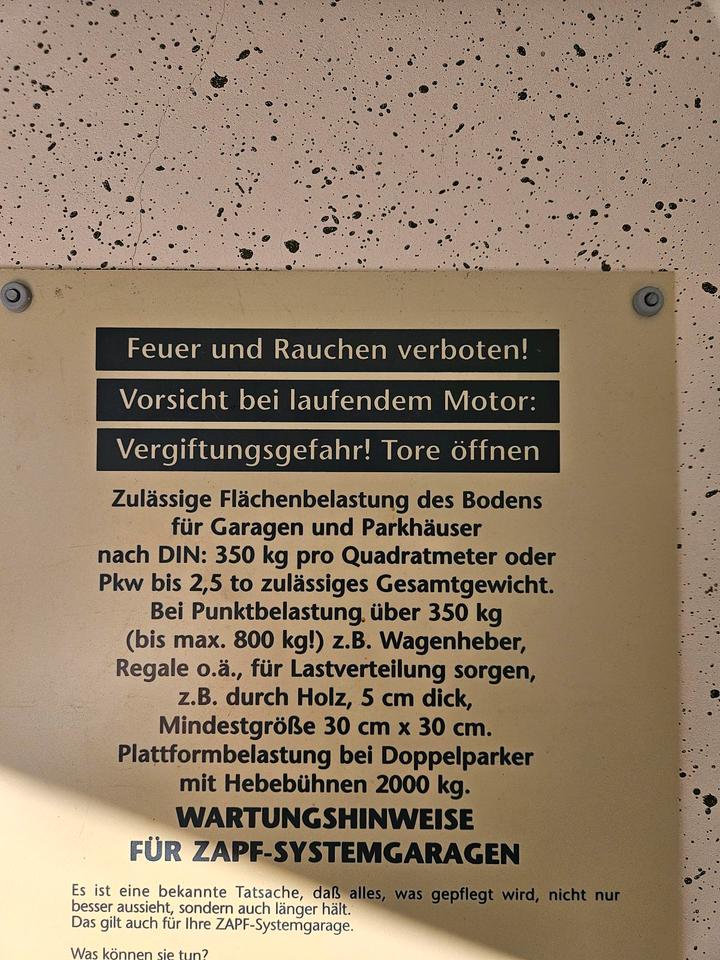 Feuer und Rauchen verboten!
Vorsicht bei laufendem Motor:
Vergiftungsgefahr! Tore öffnen
Zulässige Flächenbelastung des Bodens
für Garagen und Parkhäuser
nach DIN: 350 kg pro Quadratmeter oder
Pkw bis 2,5 to zulässiges Gesamtgewicht.
Bei Punktbelastung über 350 kg
(bis max. 800 kg!) z.B. Wagenheber,
Regale o.ä., für Lastverteilung sorgen,
z.B. durch Holz, 5 cm dick,
Mindestgröße 30 cm x 30 cm.
Plattformbelastung bei Doppelparker
mit Hebebühnen 2000 kg.
WARTUNGSHINWEISE
FÜR ZAPF-SYSTEMGARAGEN
Es ist eine bekannte Tatsache, daß alles, was gepflegt wird, nicht nur
besser aussieht, sondern auch länger hält.
Das gilt auch für Ihre ZAPF-Systemgarage.
Was können sie tun?